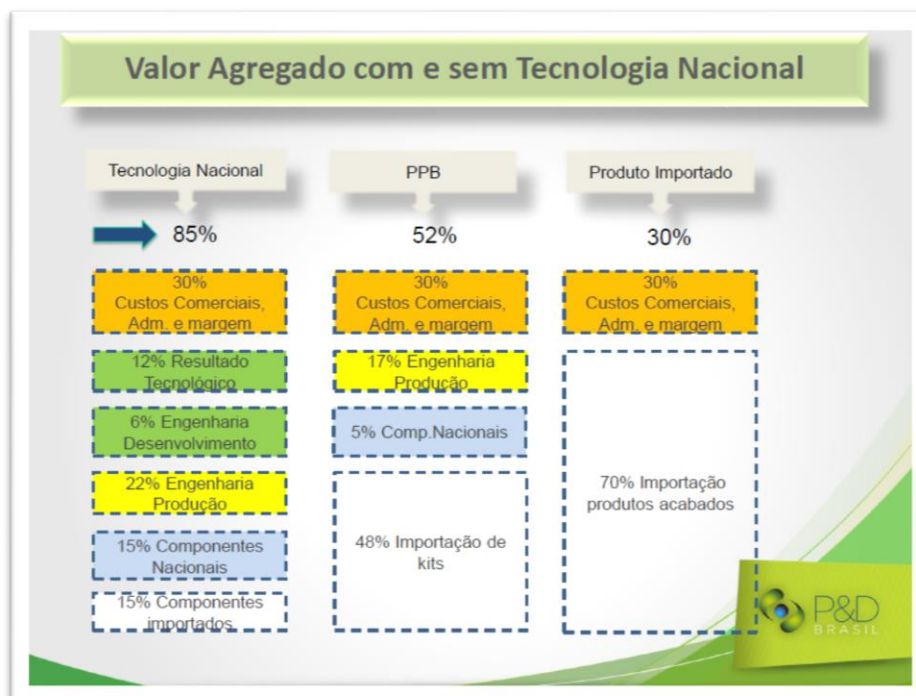 Valor Agregado com e sem Tecnologia Nacional
Tecnologia Nacional
85%
30%
Custos Comerciais,
Adm. e margem
12% Resultado
Tecnológico
6% Engenharia
Desenvolvimento
22% Engenharia
Produção
15% Componentes
Nacionais
15% Componentes
importados
PPB
52%
30%
Custos Comerciais,
Adm. e margem
17% Engenharia
Produção
5% Comp.Nacionais
48% Importação de
kits
Produto Importado
30%
30%
Custos Comerciais,
Adm. e margem
70% Importação
produtos acabados
P&D
BRASIL